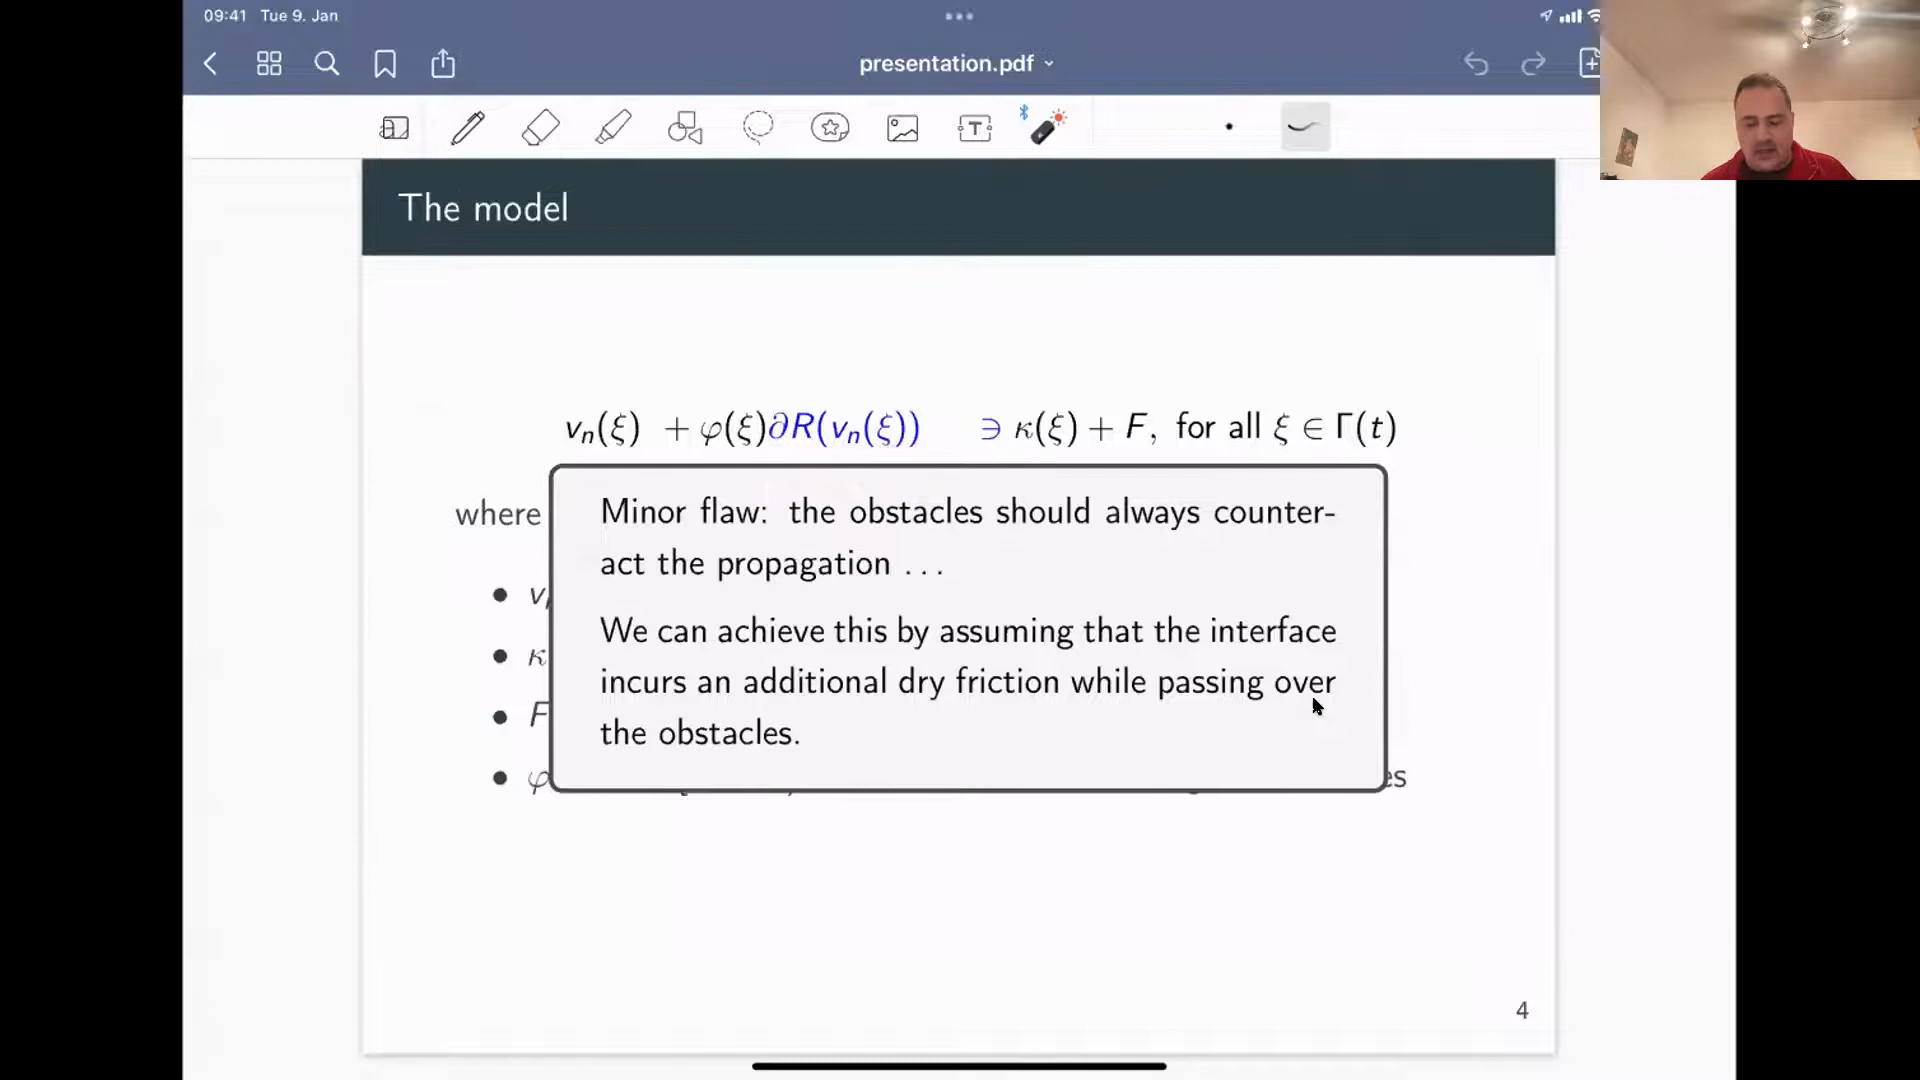 09:41 Tue 9. Jan
presentation.pdf
The model
vₙ(ξ) + φ(ξ)∂R(vₙ(ξ)) ∋ κ(ξ) + F, for all ξ ∈ Γ(t)
where
Minor flaw: the obstacles should always counter-
act the propagation ...
We can achieve this by assuming that the interface
incurs an additional dry friction while passing over
the obstacles.
• v
• κ
• F
• φ
es
4